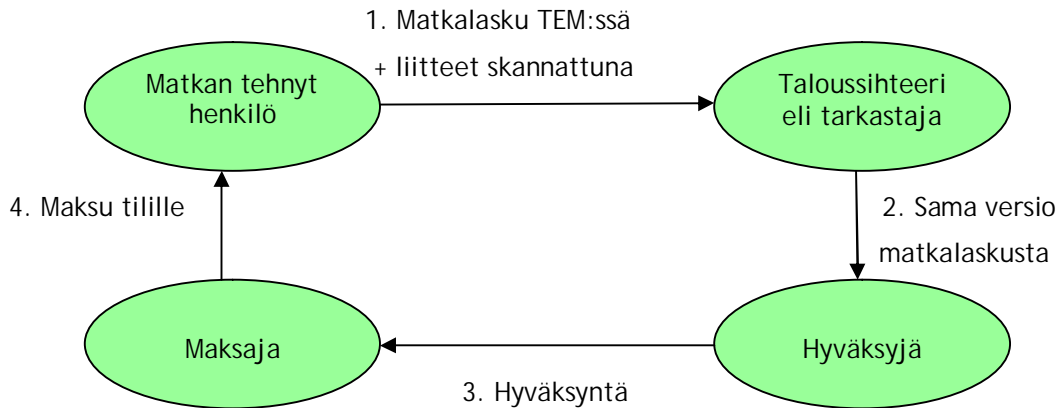 1. Matkalasku TEM:ssä
+ liitteet skannattuna
Matkan tehnyt
henkilö
Taloussihteeri
eli tarkastaja
4. Maksu tilille
2. Sama versio
matkalaskusta
Maksaja
Hyväksyjä
3. Hyväksyntä